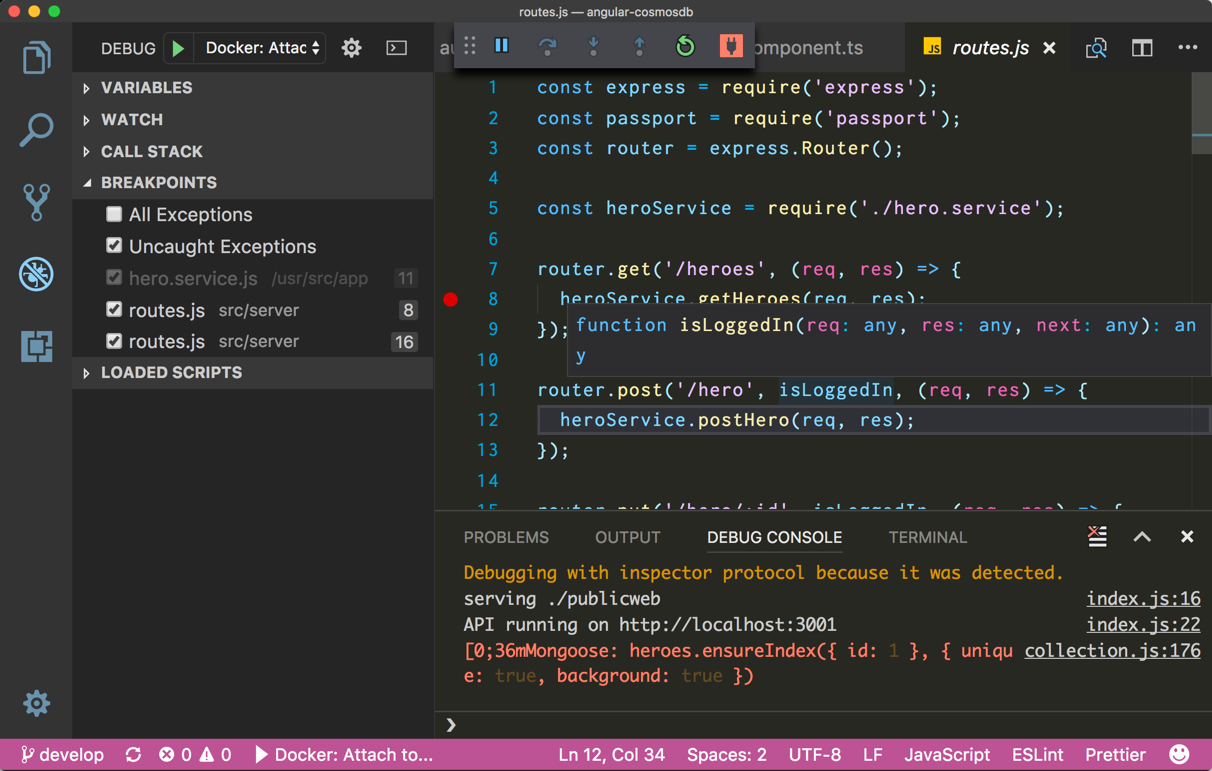 routes.js — angular-cosmosdb
DEBUG Docker: Attac
au
omponent.ts
JS routes.js
VARIABLES
WATCH
CALL STACK
BREAKPOINTS
All Exceptions
Uncaught Exceptions
hero.service.js /usr/src/app 11
routes.js src/server 8
routes.js src/server 16
LOADED SCRIPTS
1 const express = require('express');
2 const passport = require('passport');
3 const router = express.Router();
4
5 const heroService = require('./hero.service');
6
7 router.get('/heroes', (req, res) => {
8 heroService.getHeroes(req, res);
9 });
function isLoggedIn(req: any, res: any, next: any): an
y
10
11 router.post('/hero', isLoggedIn, (req, res) => {
12 heroService.postHero(req, res);
13 });
14
15 router.put('/hero/:id', isLoggedIn, (req, res) => {
PROBLEMS OUTPUT DEBUG CONSOLE TERMINAL
Debugging with inspector protocol because it was detected.
serving ./publicweb index.js:16
API running on http://localhost:3001 index.js:22
[0;36mMongoose: heroes.ensureIndex({ id: 1 }, { uniqu collection.js:176
e: true, background: true })
develop 0 0 Docker: Attach to... Ln 12, Col 34 Spaces: 2 UTF-8 LF JavaScript ESLint Prettier